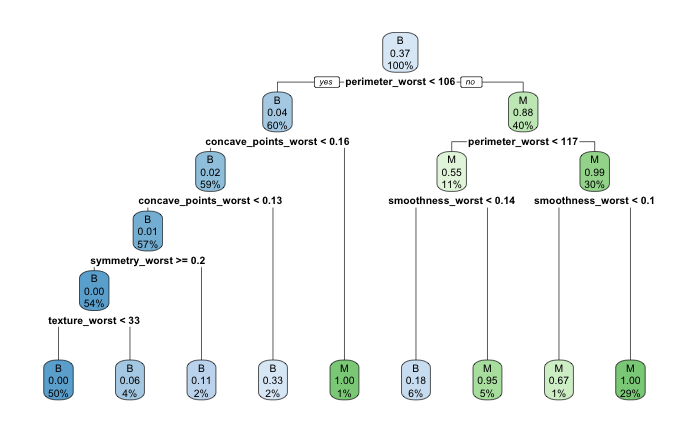 B
0.37
100%
yes perimeter_worst < 106 no
B
0.04
60%
M
0.88
40%
concave_points_worst < 0.16
perimeter_worst < 117
B
0.02
59%
M
0.55
11%
M
0.99
30%
concave_points_worst < 0.13
smoothness_worst < 0.14
smoothness_worst < 0.1
B
0.01
57%
symmetry_worst >= 0.2
B
0.00
54%
texture_worst < 33
B
0.00
50%
B
0.06
4%
B
0.11
2%
B
0.33
2%
M
1.00
1%
B
0.18
6%
M
0.95
5%
M
0.67
1%
M
1.00
29%